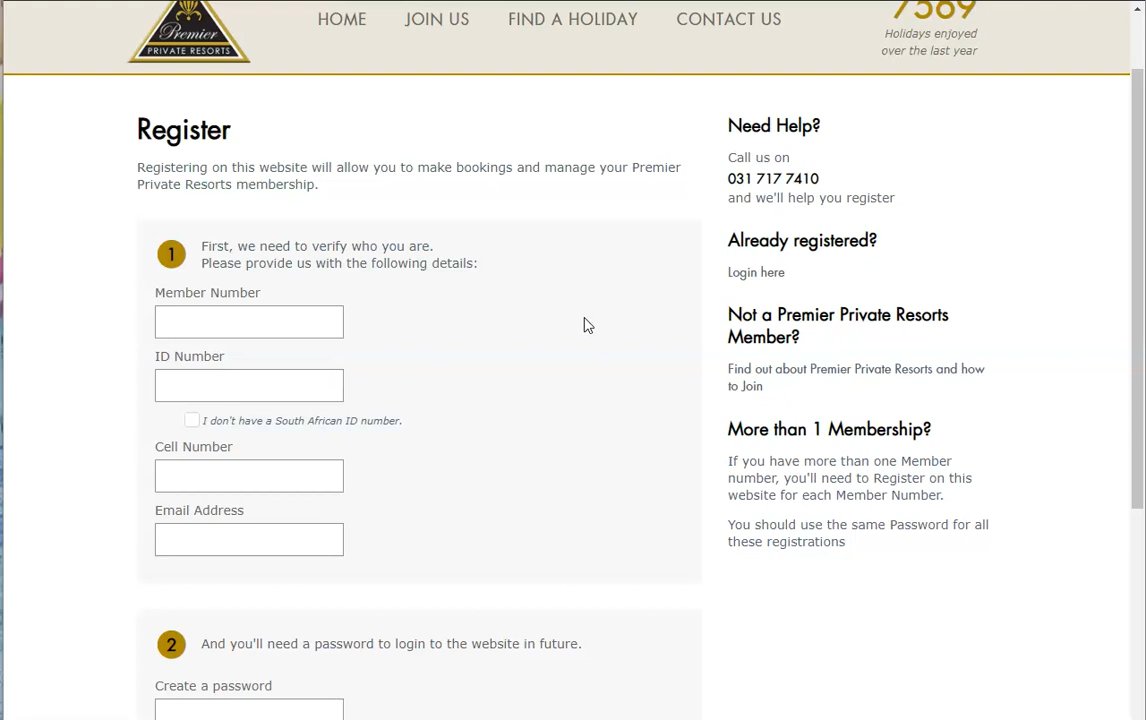 Premier
PRIVATE RESORTS
HOME JOIN US FIND A HOLIDAY CONTACT US
7569
Holidays enjoyed
over the last year
Register
Registering on this website will allow you to make bookings and manage your Premier
Private Resorts membership.
1
First, we need to verify who you are.
Please provide us with the following details:
Member Number
ID Number
I don't have a South African ID number.
Cell Number
Email Address
2
And you'll need a password to login to the website in future.
Create a password
Need Help?
Call us on
031 717 7410
and we'll help you register
Already registered?
Login here
Not a Premier Private Resorts
Member?
Find out about Premier Private Resorts and how
to Join
More than 1 Membership?
If you have more than one Member
number, you'll need to Register on this
website for each Member Number.
You should use the same Password for all
these registrations